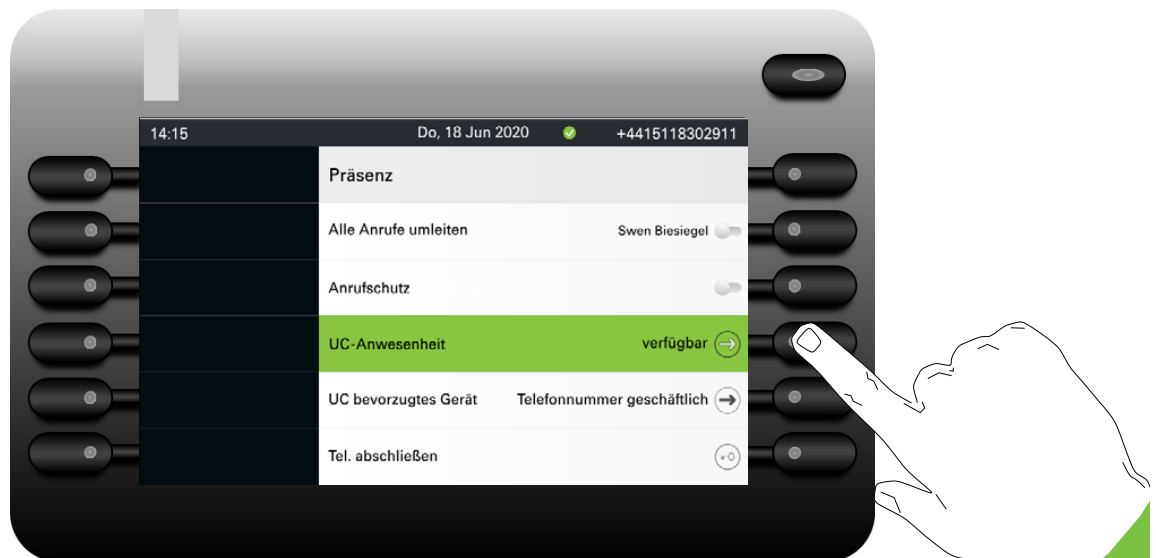 14:15 Do, 18 Jun 2020 +4415118302911
Präsenz
Alle Anrufe umleiten Swen Biesiegel
Anrufschutz
UC-Anwesenheit verfügbar
UC bevorzugtes Gerät Telefonnummer geschäftlich
Tel. abschließen